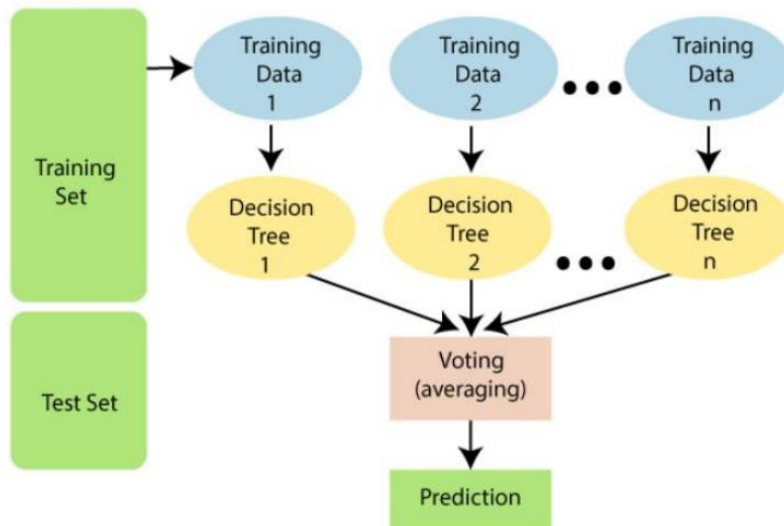 Training
Set
Test Set
Training
Data
1
Training
Data
2
Training
Data
n
Decision
Tree
1
Decision
Tree
2
Decision
Tree
n
Voting
(averaging)
Prediction